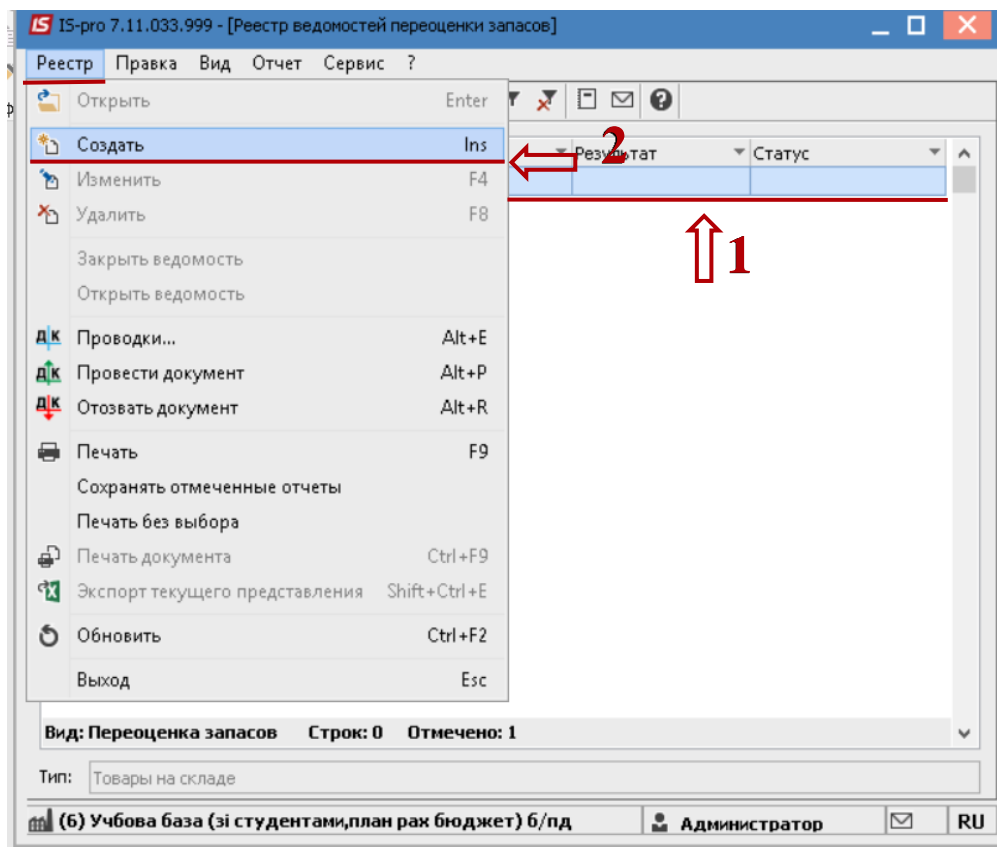 IS IS-pro 7.11.033.999 - [Реестр ведомостей переоценки запасов]
Реестр Правка Вид Отчет Сервис ?
Открыть Enter
Создать Ins
2
Результат Статус
Изменить F4
Удалить F8
1
Закрыть ведомость
Открыть ведомость
Д К Проводки... Alt+E
Д К Провести документ Alt+P
Д К Отозвать документ Alt+R
Печать F9
Сохранять отмеченные отчеты
Печать без выбора
Печать документа Ctrl+F9
Экспорт текущего представления Shift+Ctrl+E
Обновить Ctrl+F2
Выход Esc
Вид: Переоценка запасов Строк: 0 Отмечено: 1
Тип: Товары на складе
(6) Учбова база (зі студентами,план рах бюджет) б/пд Администратор RU